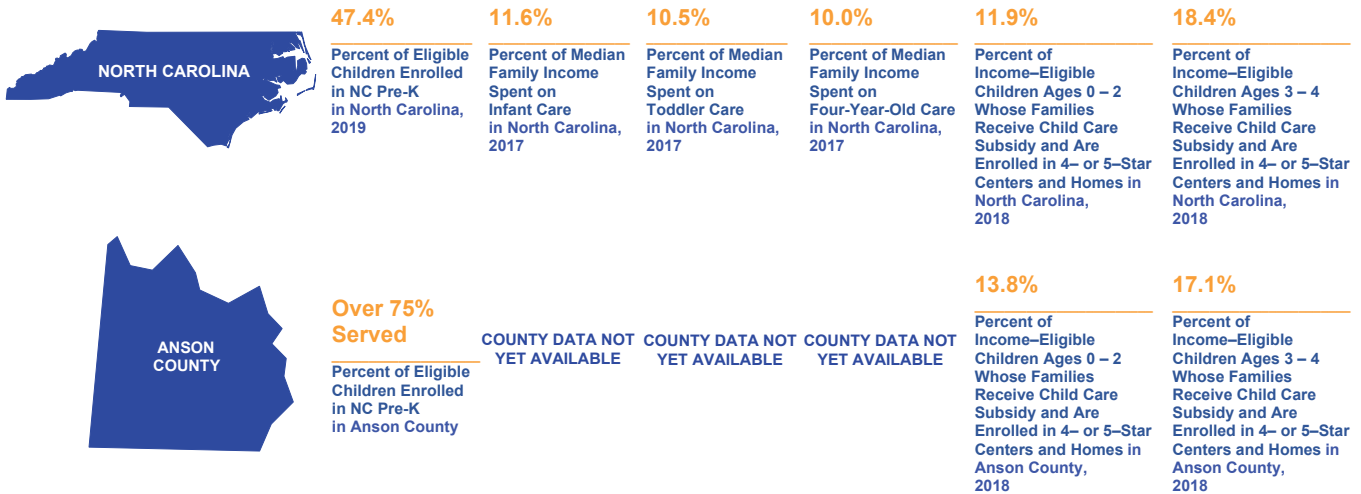 NORTH CAROLINA
47.4%
Percent of Eligible
Children Enrolled
in NC Pre-K
in North Carolina,
2019
11.6%
Percent of Median
Family Income
Spent on
Infant Care
in North Carolina,
2017
10.5%
Percent of Median
Family Income
Spent on
Toddler Care
in North Carolina,
2017
10.0%
Percent of Median
Family Income
Spent on
Four-Year-Old Care
in North Carolina,
2017
11.9%
Percent of
Income–Eligible
Children Ages 0 – 2
Whose Families
Receive Child Care
Subsidy and Are
Enrolled in 4– or 5–Star
Centers and Homes in
North Carolina,
2018
18.4%
Percent of
Income–Eligible
Children Ages 3 – 4
Whose Families
Receive Child Care
Subsidy and Are
Enrolled in 4– or 5–Star
Centers and Homes in
North Carolina,
2018
ANSON
COUNTY
Over 75%
Served
Percent of Eligible
Children Enrolled
in NC Pre-K
in Anson County
COUNTY DATA NOT
YET AVAILABLE
COUNTY DATA NOT
YET AVAILABLE
COUNTY DATA NOT
YET AVAILABLE
13.8%
Percent of
Income–Eligible
Children Ages 0 – 2
Whose Families
Receive Child Care
Subsidy and Are
Enrolled in 4– or 5–Star
Centers and Homes in
Anson County,
2018
17.1%
Percent of
Income–Eligible
Children Ages 3 – 4
Whose Families
Receive Child Care
Subsidy and Are
Enrolled in 4– or 5–Star
Centers and Homes in
Anson County,
2018